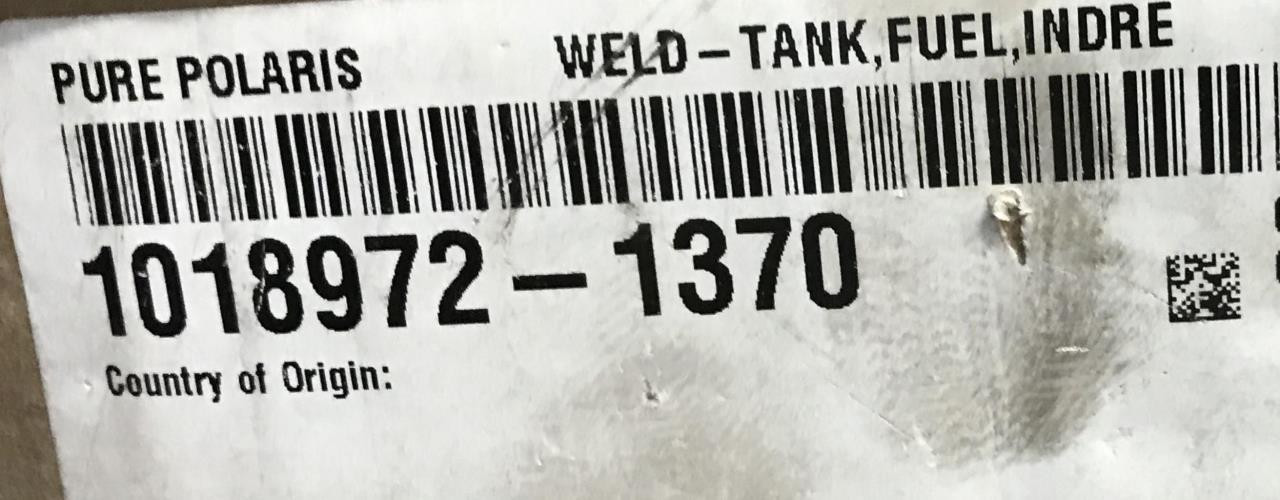 PURE POLARIS WELD-TANK,FUEL,INDRE
1018972-1370
Country of Origin: